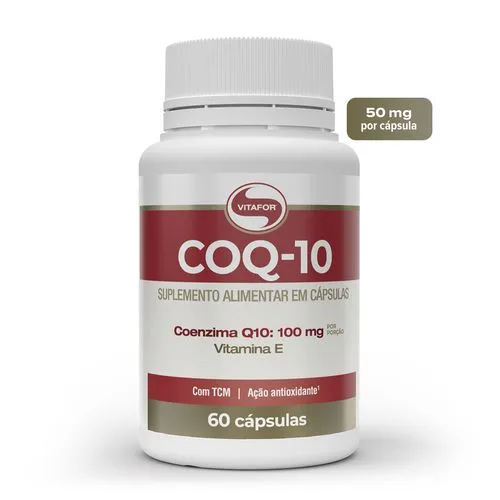 50 mg
por cápsula
VITAFOR®
COQ-10
SUPLEMENTO ALIMENTAR EM CÁPSULAS
Coenzima Q10: 100 mg POR PORÇÃO
Vitamina E
Com TCM | Ação antioxidante¹
60 cápsulas